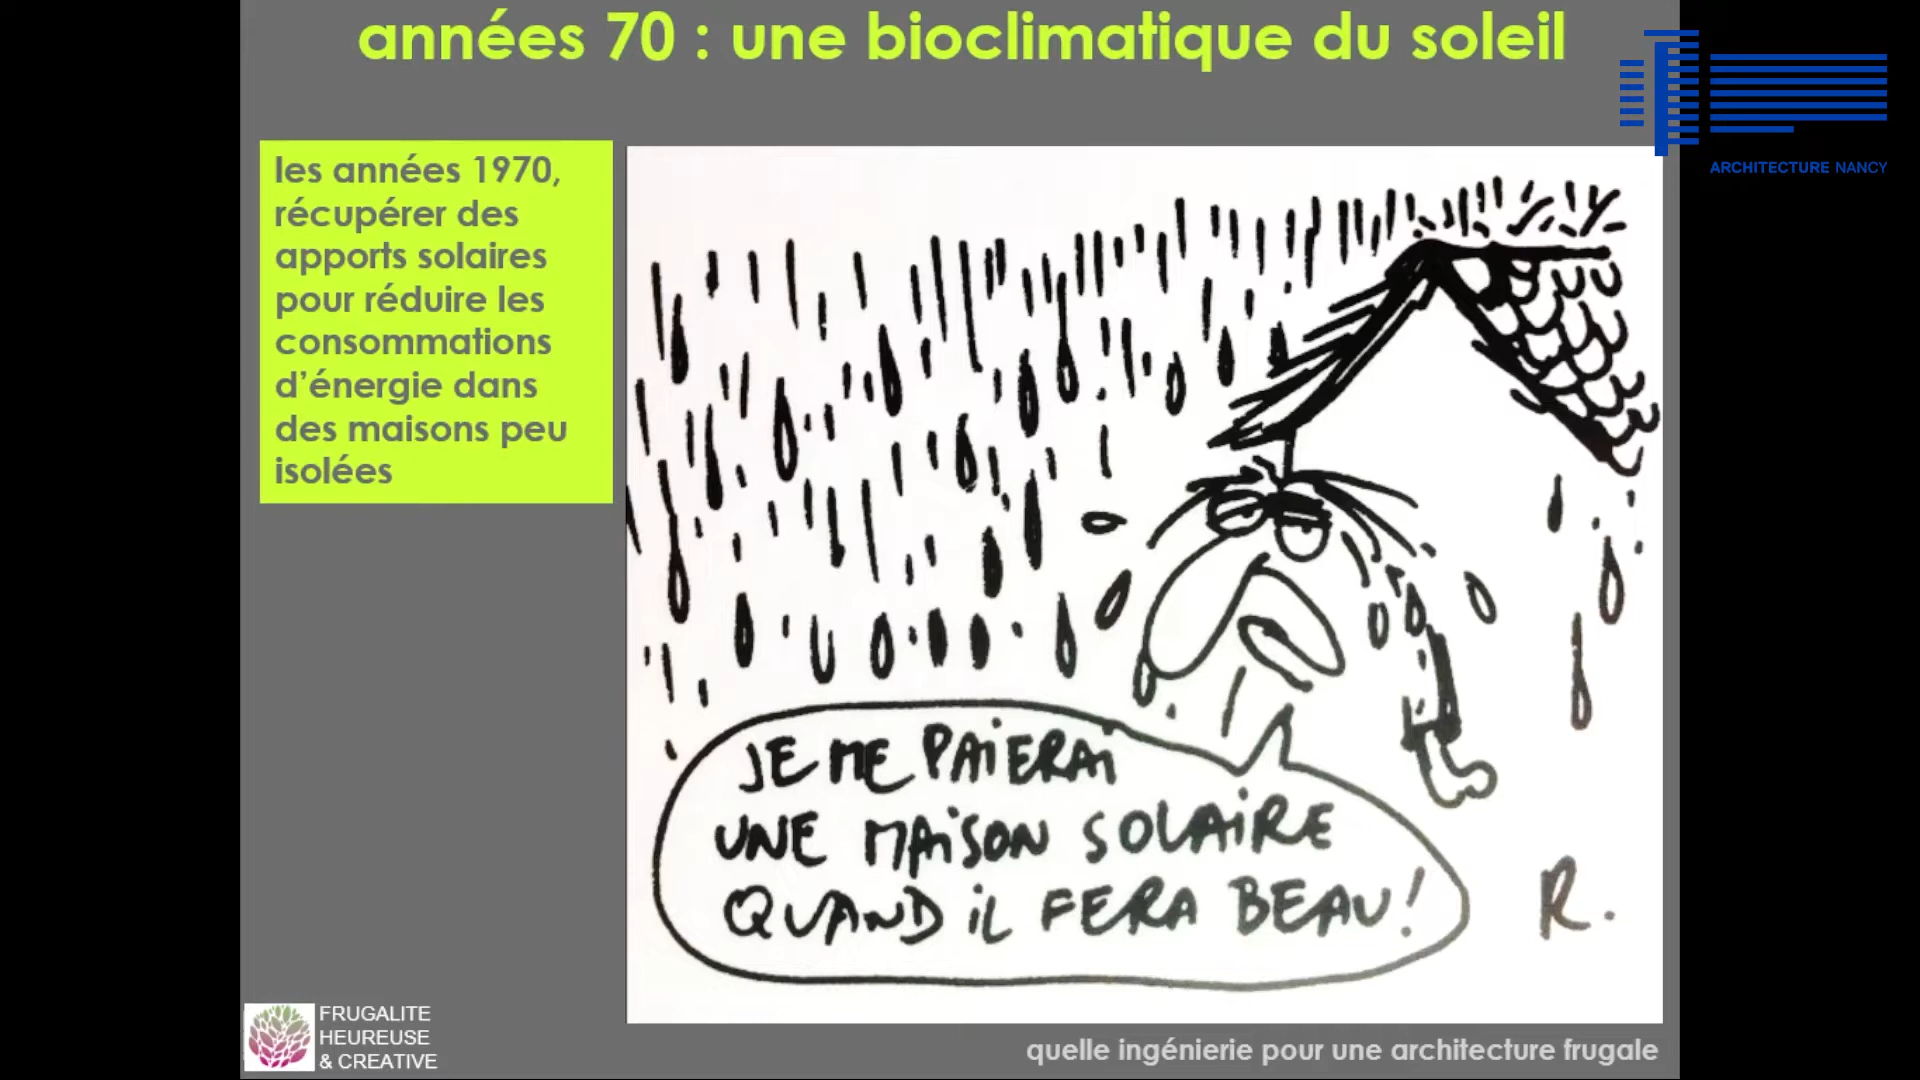 années 70 : une bioclimatique du soleil
ARCHITECTURE NANCY
les années 1970,
récupérer des
apports solaires
pour réduire les
consommations
d’énergie dans
des maisons peu
isolées
JE ME PAiERAi
UNE MAiSON SOLAiRE
QUAND iL FERA BEAU!
R.
FRUGALITE
HEUREUSE
& CREATIVE
quelle ingénierie pour une architecture frugale